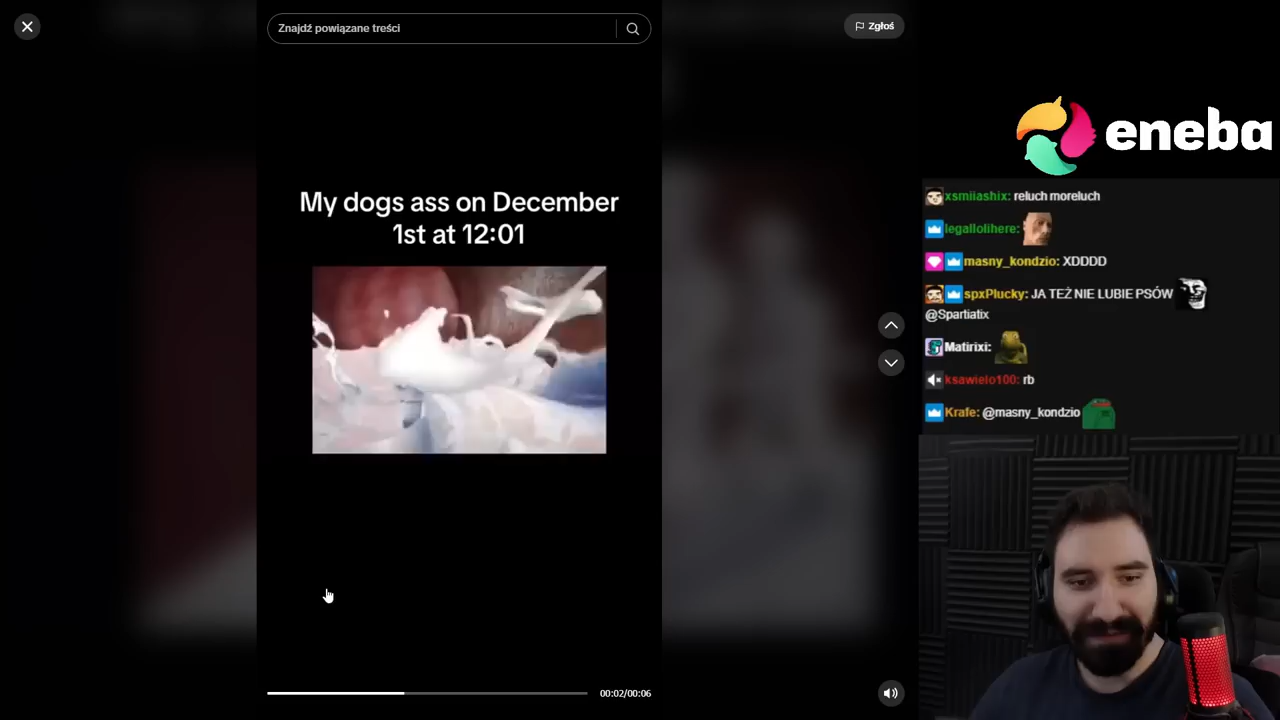 Znajdź powiązane treści
Zgłoś
My dogs ass on December
1st at 12:01
00:02/00:06
eneba
xsmiiashix: reluch moreluch
legallolihere:
masny_kondzio: XDDDD
spxPlucky: JA TEŻ NIE LUBIE PSÓW
@Spartiatix
Matirixi:
ksawielo100: rb
Krafe: @masny_kondzio